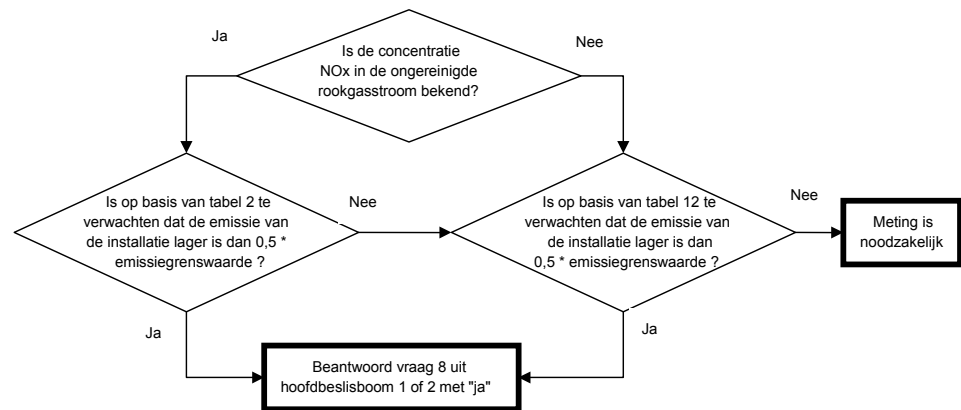 Ja
Nee
Is de concentratie
NOx in de ongereinigde
rookgasstroom bekend?
Is op basis van tabel 2 te
verwachten dat de emissie van
de installatie lager is dan 0,5 *
emissiegrenswaarde ?
Nee
Is op basis van tabel 12 te
verwachten dat de emissie van
de installatie lager is dan
0,5 * emissiegrenswaarde ?
Nee
Meting is
noodzakelijk
Ja
Ja
Beantwoord vraag 8 uit
hoofdbeslisboom 1 of 2 met "ja"